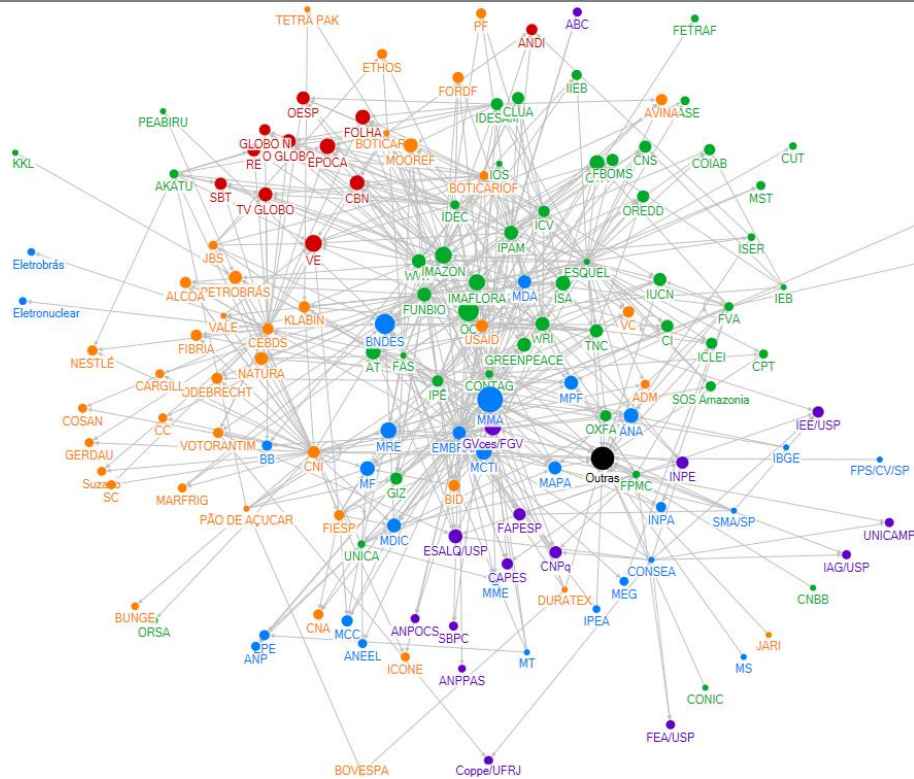 TETRA PAK
PF
ABC
ANDI
FETRAF
ETHOS
FORDF
IIEB
OESP
CLUA
IDESAM
AVINA
ASE
PEABIRU
FOLHA
BOTICAR
GLOBO N
O GLOBO
MOOREF
KKL
RE
EPOCA
IOS
FBOMS
CNS
COIAB
CUT
AKATU
SBT
TV GLOBO
CBN
BOTICARIOF
OREDD
MST
IDEC
ICV
VE
IPAM
ISER
JBS
Eletrobrás
IMAZON
ESQUEL
ALCOA
PETROBRÁS
IMAFLORA
MDA
ISA
IUCN
IEB
FUNBIO
Eletronuclear
KLABIN
VALE
USAID
VC
FVA
FIBRIA
CEBDS
BNDES
WRI
TNC
CI
ICLEI
NESTLÉ
NATURA
AT
FAS
GREENPEACE
CPT
CARGILL
ODEBRECHT
IPÊ
CONTAG
MPF
ADM
SOS Amazonia
COSAN
CC
VOTORANTIM
MMA
OXFA
ANA
IEE/USP
GERDAU
BB
MRE
GVces/FGV
IBGE
FPS/CV/SP
CNI
MCTI
MF
MAPA
Outras
INPE
SC
MARFRIG
GIZ
BID
FPMC
PÃO DE AÇUCAR
FIESP
MDIC
FAPESP
INPA
SMA/SP
UNICAMP
UNICA
ESALQ/USP
CNPq
IAG/USP
CAPES
CONSEA
MME
MEG
CNBB
DURATEX
BUNGE
ORSA
CNA
MCC
ANPOCS
SBPC
IPEA
JARI
EPE
ANP
ANEEL
ICONE
MT
MS
ANPPAS
CONIC
FEA/USP
BOVESPA
Coppe/UFRJ